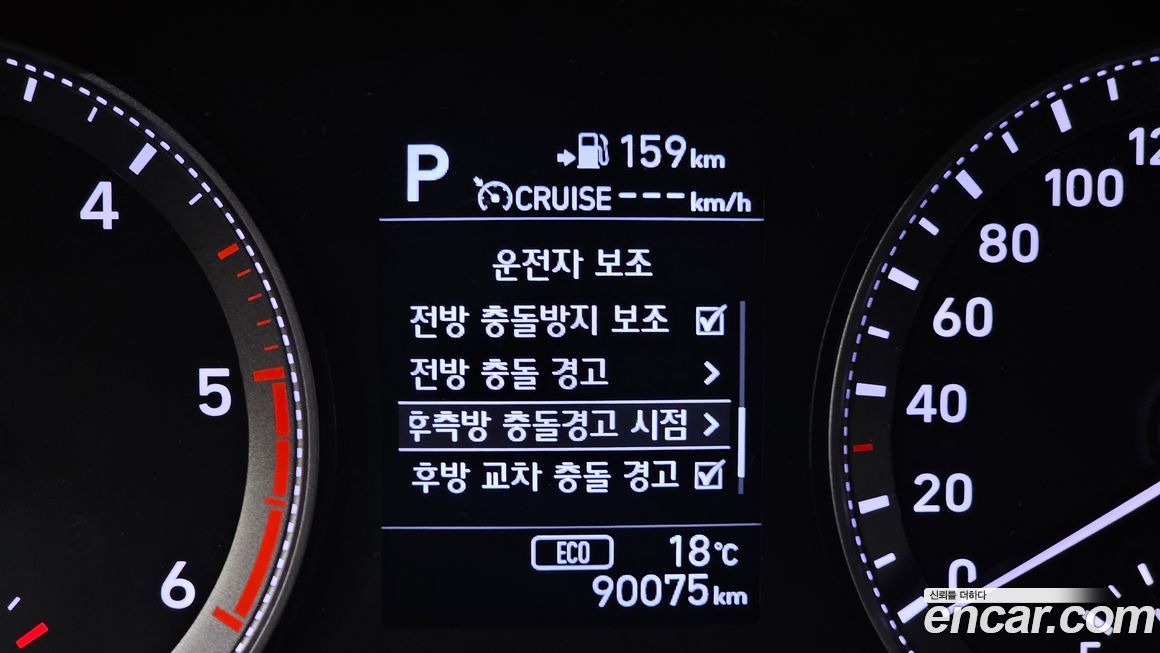 P
159km
CRUISE ---km/h
운전자 보조
전방 충돌방지 보조
전방 충돌 경고
후측방 충돌경고 시점
후방 교차 충돌 경고
ECO 18℃
90075km
4
5
6
100
80
60
40
20
0
신뢰를 더하다
encar.com